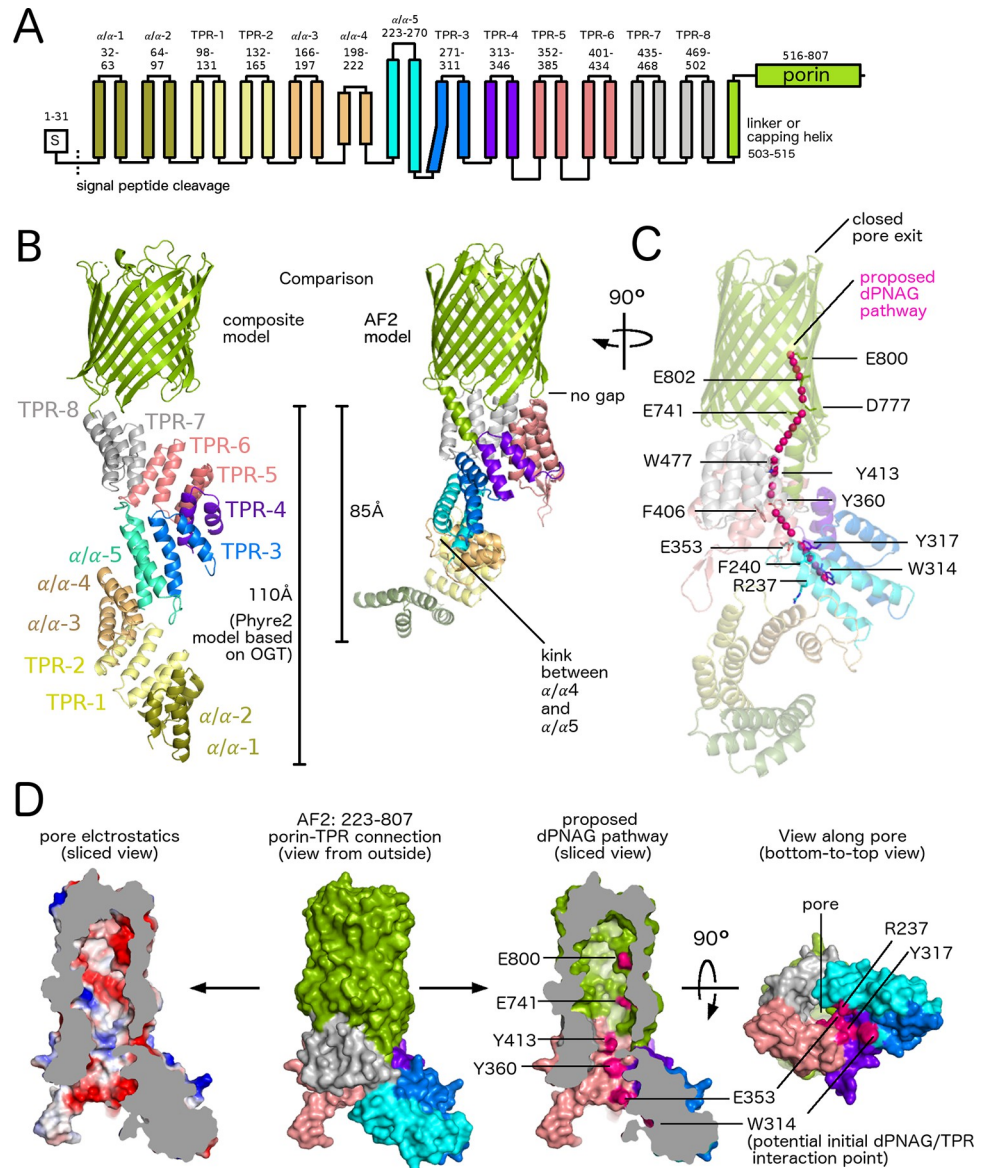 A
α/α-1
32-
63
α/α-2
64-
97
TPR-1
98-
131
TPR-2
132-
165
α/α-3
166-
197
α/α-4
198-
222
α/α-5
223-270
TPR-3
271-
311
TPR-4
313-
346
TPR-5
352-
385
TPR-6
401-
434
TPR-7
435-
468
TPR-8
469-
502
516-807
porin
1-31
S
signal peptide cleavage
linker or
capping helix
503-515
B
Comparison
composite
model
AF2
model
90°
no gap
TPR-8
TPR-7
TPR-6
TPR-5
TPR-4
TPR-3
α/α-5
α/α-4
α/α-3
TPR-2
TPR-1
α/α-2
α/α-1
110Å
(Phyre2
model based
on OGT)
85Å
kink
between
α/α4
and
α/α5
C
closed
pore exit
proposed
dPNAG
pathway
E800
E802
D777
E741
W477
Y413
Y360
F406
E353
Y317
F240
W314
R237
D
pore elctrostatics
(sliced view)
AF2: 223-807
porin-TPR connection
(view from outside)
proposed
dPNAG pathway
(sliced view)
View along pore
(bottom-to-top view)
E800
E741
Y413
Y360
90°
pore
R237
Y317
E353
W314
(potential initial dPNAG/TPR
interaction point)